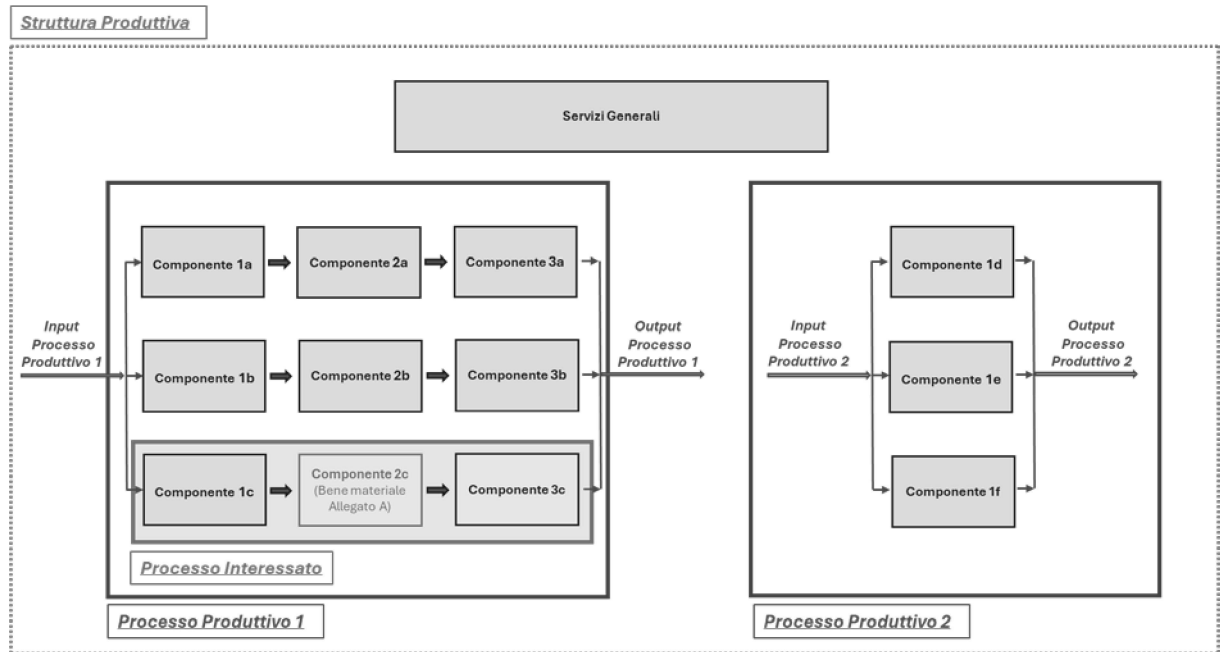 Struttura Produttiva
Servizi Generali
Componente 1a
Componente 2a
Componente 3a
Input
Processo
Produttivo 1
Output
Processo
Produttivo 1
Componente 1b
Componente 2b
Componente 3b
Componente 1c
Componente 2c
(Bene materiale
Allegato A)
Componente 3c
Processo Interessato
Processo Produttivo 1
Componente 1d
Input
Processo
Produttivo 2
Output
Processo
Produttivo 2
Componente 1e
Componente 1f
Processo Produttivo 2